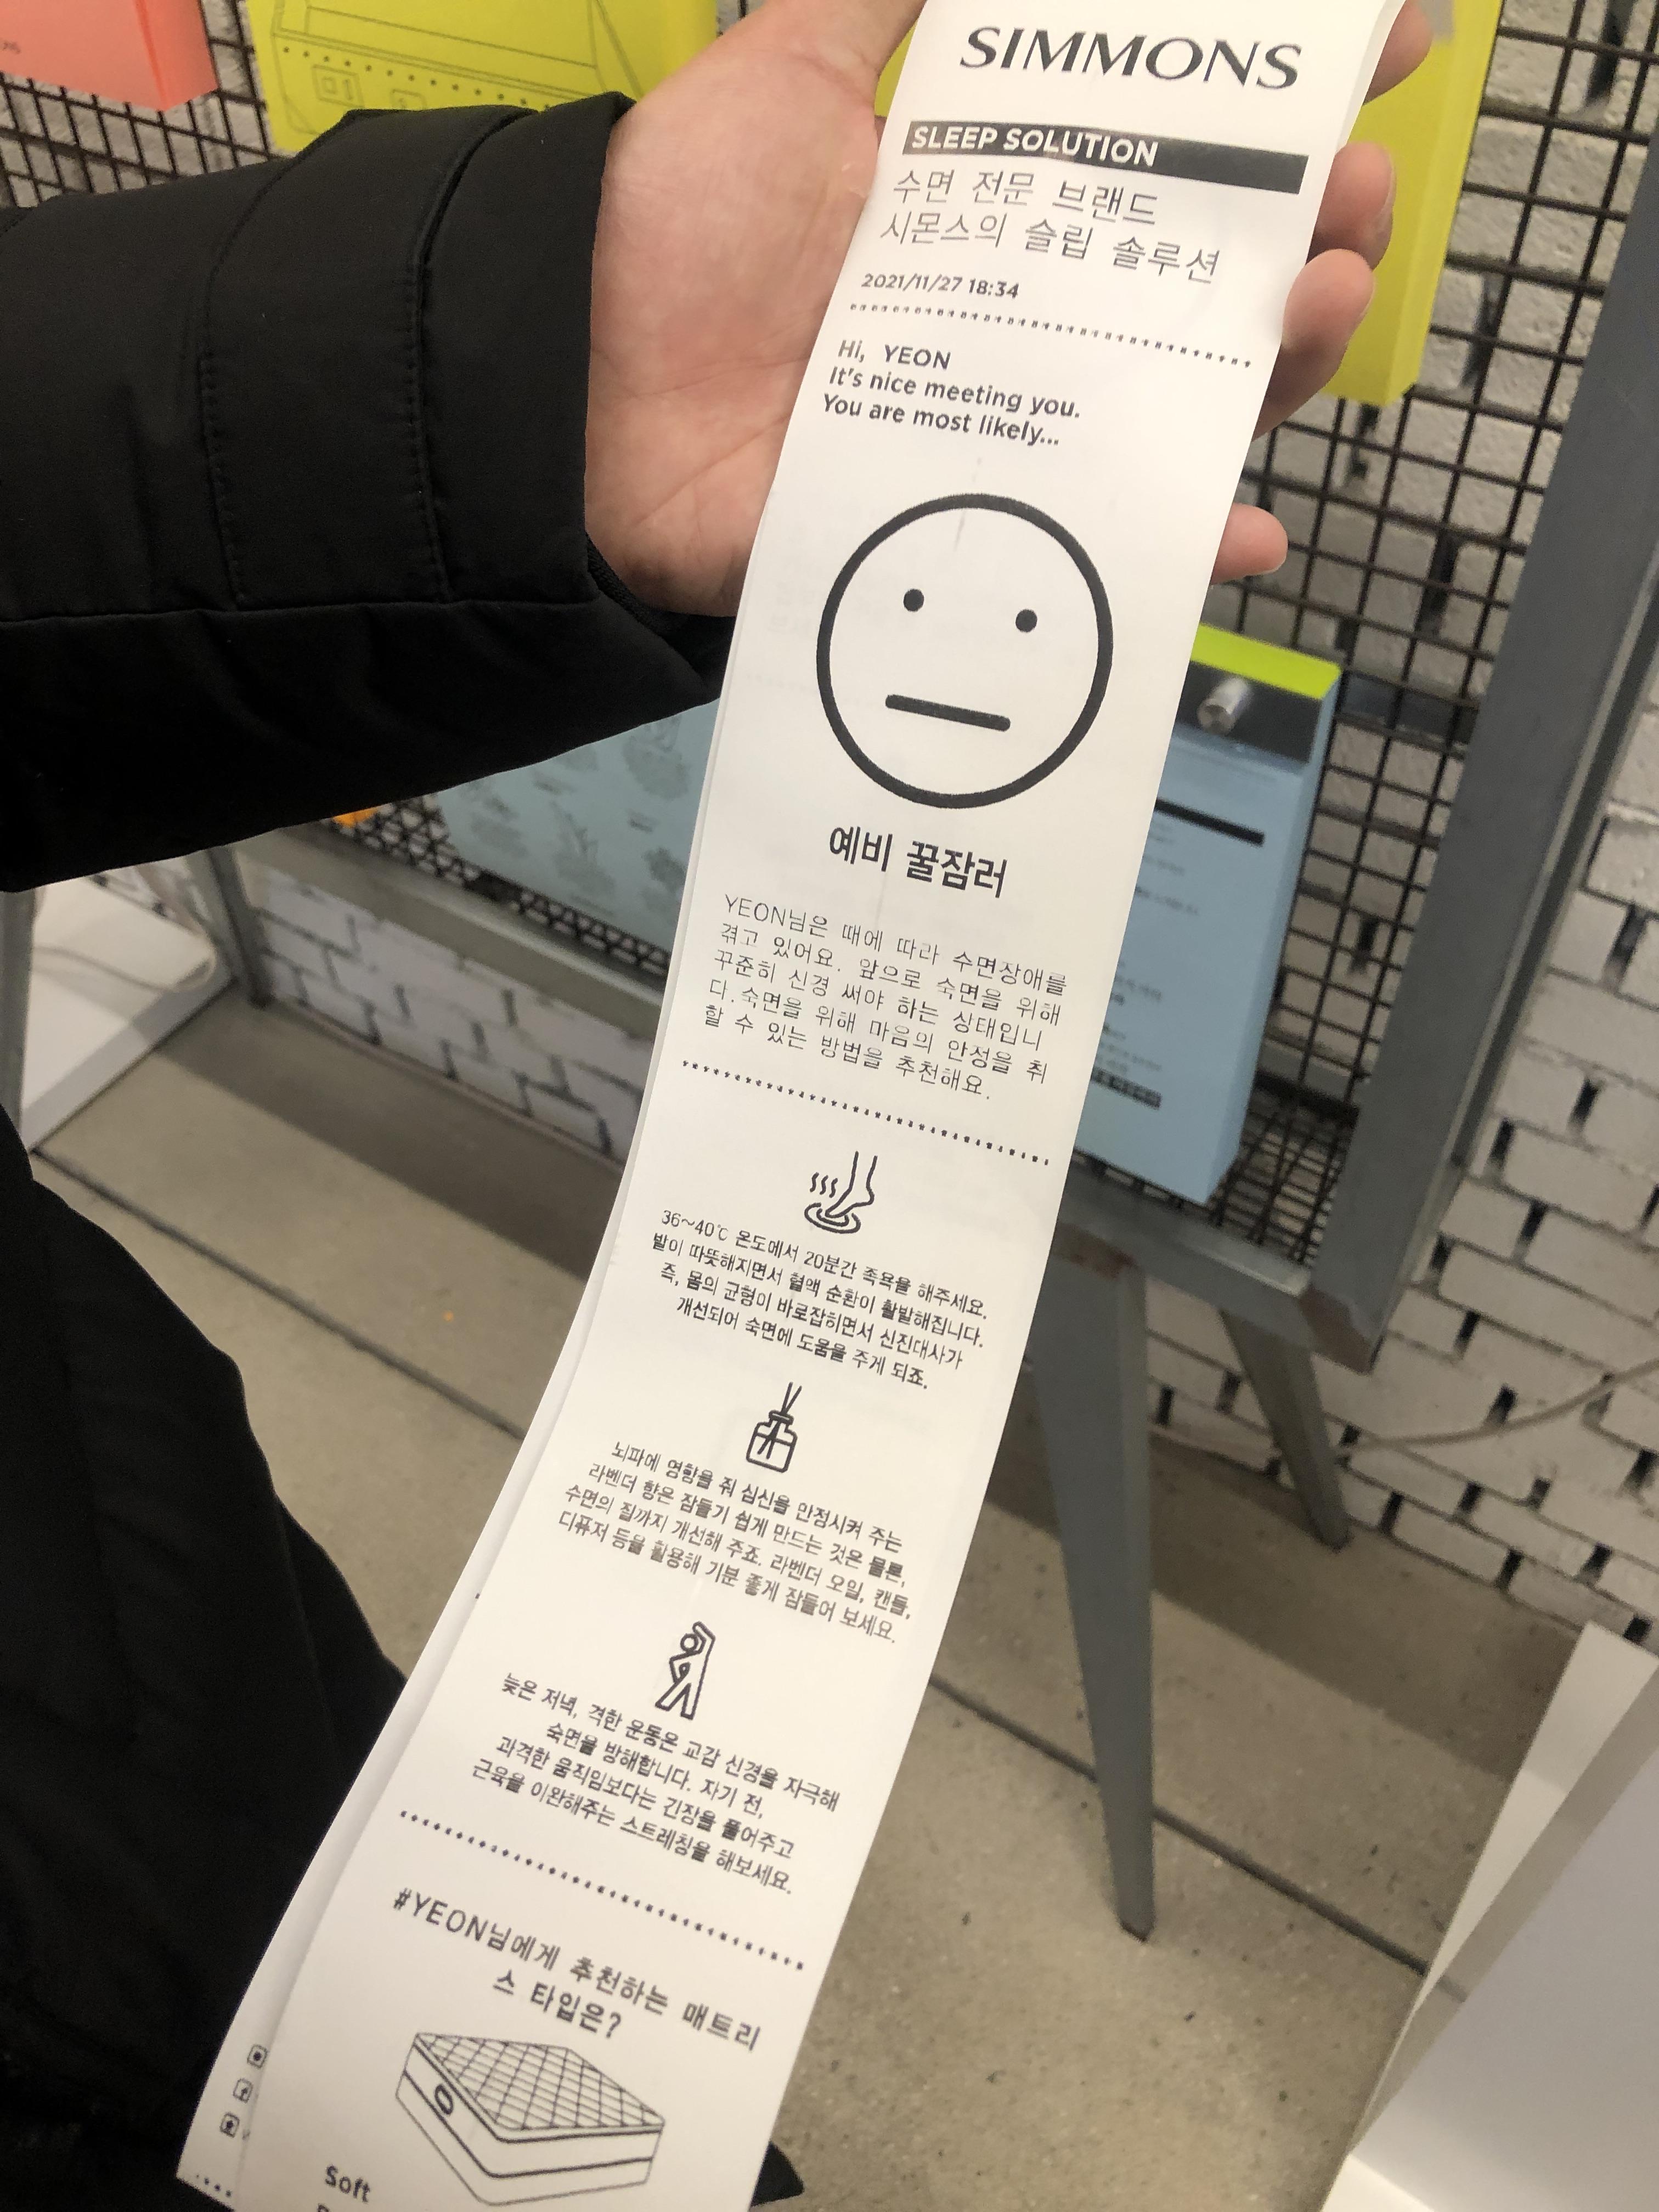 SIMMONS
SLEEP SOLUTION
수면 전문 브랜드
시몬스의 슬립 솔루션
2021/11/27 18:34
Hi, YEON
It's nice meeting you.
You are most likely...
예비 꿀잠러
YEON님은 때에 따라 수면장애를
겪고 있어요. 앞으로 숙면을 위해
꾸준히 신경 써야 하는 상태입니
다.숙면을 위해 마음의 안정을 취
할 수 있는 방법을 추천해요.
36~40℃ 온도에서 20분간 족욕을 해주세요.
발이 따뜻해지면서 혈액 순환이 활발해집니다.
즉, 몸의 균형이 바로잡히면서 신진대사가
개선되어 숙면에 도움을 주게 되죠.
뇌파에 영향을 줘 심신을 안정시켜 주는
라벤더 향은 잠들기 쉽게 만드는 것은 물론,
수면의 질까지 개선해 주죠. 라벤더 오일, 캔들,
디퓨저 등을 활용해 기분 좋게 잠들어 보세요.
늦은 저녁, 격한 운동은 교감 신경을 자극해
숙면을 방해합니다. 자기 전,
과격한 움직임보다는 긴장을 풀어주고
근육을 이완해주는 스트레칭을 해보세요.
#YEON님에게 추천하는 매트리
스 타입은?
Soft